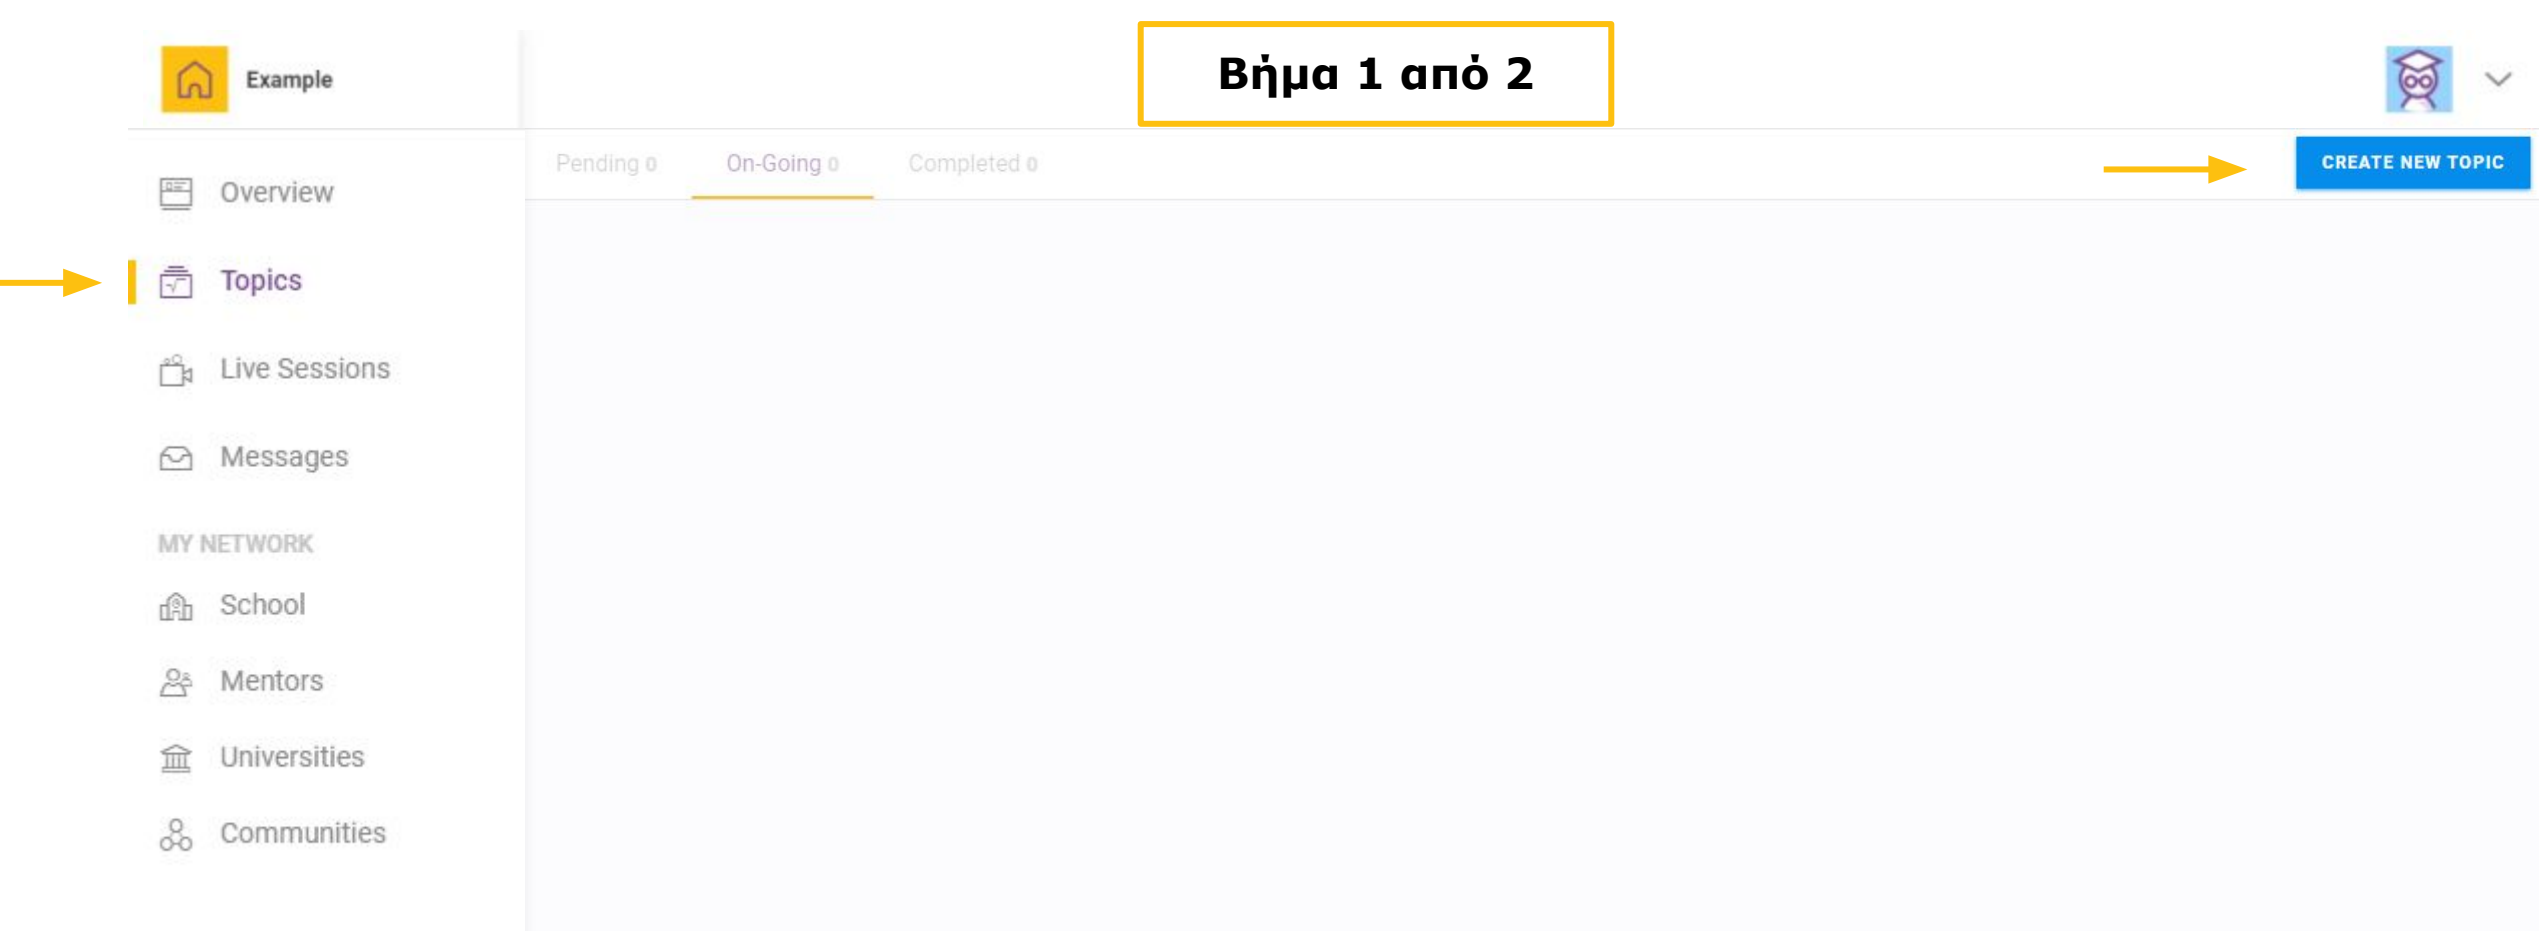 Example
Βήμα 1 από 2
Pending 0 On-Going 0 Completed 0
CREATE NEW TOPIC
Overview
Topics
Live Sessions
Messages
MY NETWORK
School
Mentors
Universities
Communities